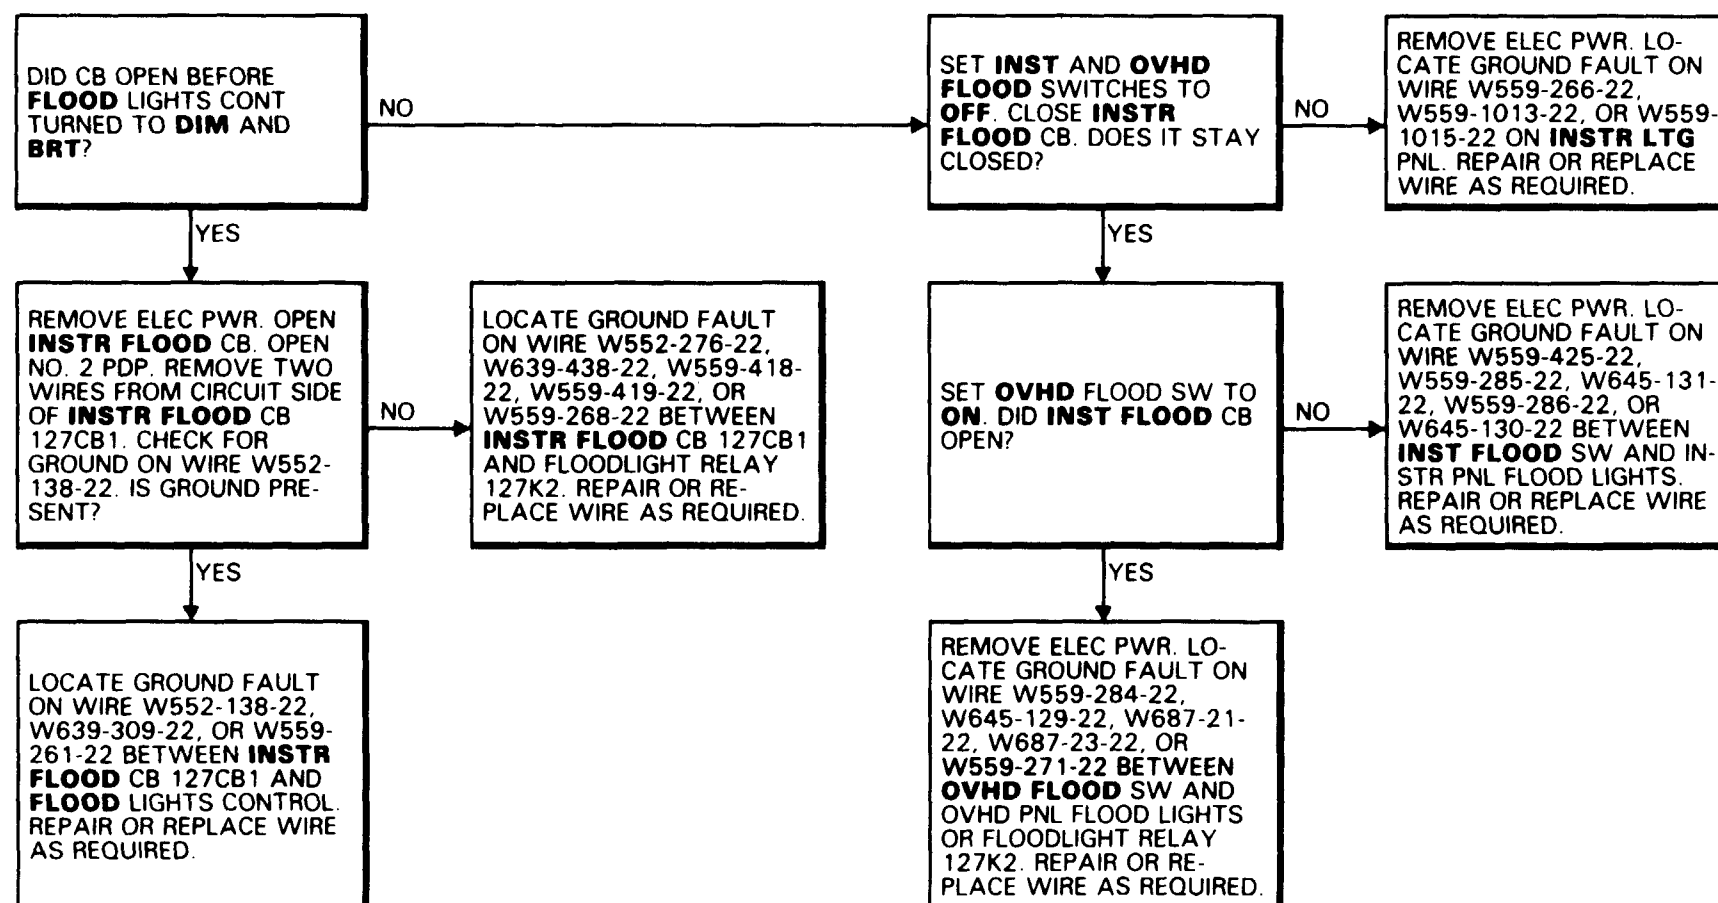 DID CB OPEN BEFORE
FLOOD LIGHTS CONT
TURNED TO DIM AND
BRT?
NO
YES
SET INST AND OVHD
FLOOD SWITCHES TO
OFF. CLOSE INSTR
FLOOD CB. DOES IT STAY
CLOSED?
NO
YES
REMOVE ELEC PWR. LO-
CATE GROUND FAULT ON
WIRE W559-266-22,
W559-1013-22, OR W559-
1015-22 ON INSTR LTG
PNL. REPAIR OR REPLACE
WIRE AS REQUIRED.
REMOVE ELEC PWR. OPEN
INSTR FLOOD CB. OPEN
NO. 2 PDP. REMOVE TWO
WIRES FROM CIRCUIT SIDE
OF INSTR FLOOD CB
127CB1. CHECK FOR
GROUND ON WIRE W552-
138-22. IS GROUND PRE-
SENT?
NO
YES
LOCATE GROUND FAULT
ON WIRE W552-276-22,
W639-438-22, W559-418-
22, W559-419-22, OR
W559-268-22 BETWEEN
INSTR FLOOD CB 127CB1
AND FLOODLIGHT RELAY
127K2. REPAIR OR RE-
PLACE WIRE AS REQUIRED.
SET OVHD FLOOD SW TO
ON. DID INST FLOOD CB
OPEN?
NO
YES
REMOVE ELEC PWR. LO-
CATE GROUND FAULT ON
WIRE W559-425-22,
W559-285-22, W645-131-
22, W559-286-22, OR
W645-130-22 BETWEEN
INST FLOOD SW AND IN-
STR PNL FLOOD LIGHTS.
REPAIR OR REPLACE WIRE
AS REQUIRED.
LOCATE GROUND FAULT
ON WIRE W552-138-22,
W639-309-22, OR W559-
261-22 BETWEEN INSTR
FLOOD CB 127CB1 AND
FLOOD LIGHTS CONTROL.
REPAIR OR REPLACE WIRE
AS REQUIRED.
REMOVE ELEC PWR. LO-
CATE GROUND FAULT ON
WIRE W559-284-22,
W645-129-22, W687-21-
22, W687-23-22, OR
W559-271-22 BETWEEN
OVHD FLOOD SW AND
OVHD PNL FLOOD LIGHTS
OR FLOODLIGHT RELAY
127K2. REPAIR OR RE-
PLACE WIRE AS REQUIRED.